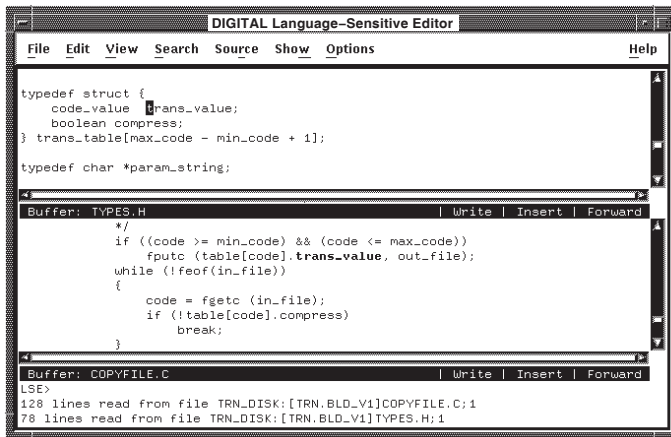 DIGITAL Language–Sensitive Editor
File Edit View Search Source Show Options Help
typedef struct {
    code_value  trans_value;
    boolean compress;
} trans_table[max_code - min_code + 1];
typedef char *param_string;
Buffer: TYPES.H | Write | Insert | Forward
*/
if ((code >= min_code) && (code <= max_code))
    fputc (table[code].trans_value, out_file);
while (!feof(in_file))
{
    code = fgetc (in_file);
    if (!table[code].compress)
        break;
}
Buffer: COPYFILE.C | Write | Insert | Forward
LSE>
128 lines read from file TRN_DISK:[TRN.BLD_V1]COPYFILE.C;1
78 lines read from file TRN_DISK:[TRN.BLD_V1]TYPES.H;1